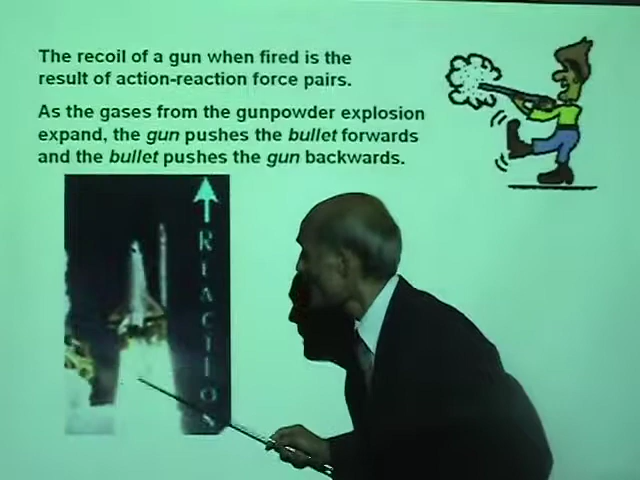 The recoil of a gun when fired is the
result of action-reaction force pairs.
As the gases from the gunpowder explosion
expand, the gun pushes the bullet forwards
and the bullet pushes the gun backwards.
REACTION